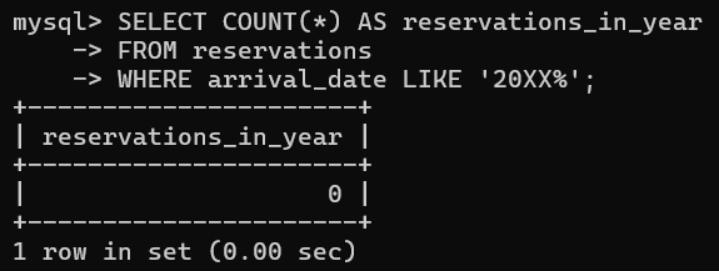 mysql> SELECT COUNT(*) AS reservations_in_year
    -> FROM reservations
    -> WHERE arrival_date LIKE '20XX%';
+----------------------+
| reservations_in_year |
+----------------------+
|                    0 |
+----------------------+
1 row in set (0.00 sec)